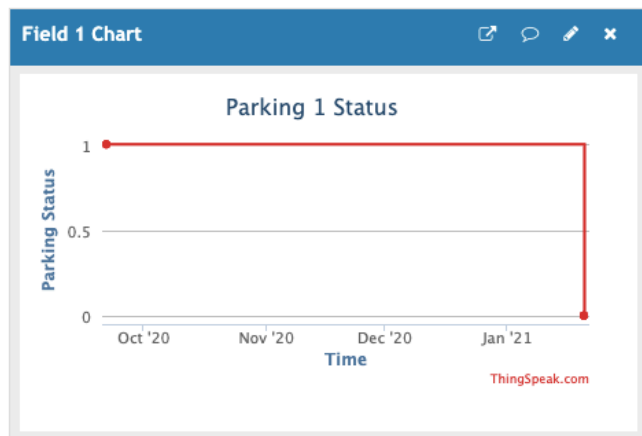 Field 1 Chart
Parking 1 Status
Parking Status
1
0.5
0
Oct '20 Nov '20 Dec '20 Jan '21
Time
ThingSpeak.com